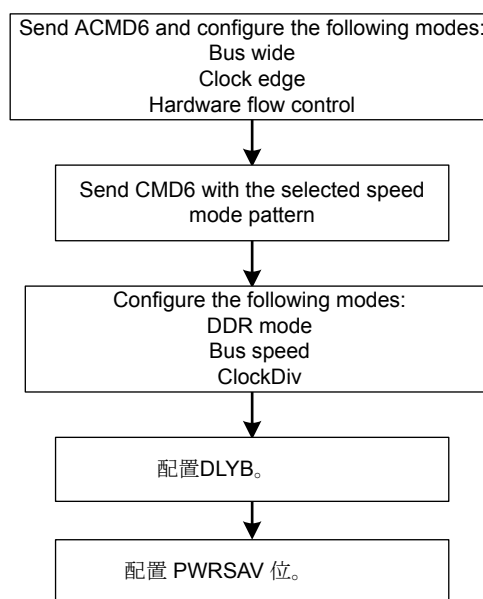 Send ACMD6 and configure the following modes:
Bus wide
Clock edge
Hardware flow control
Send CMD6 with the selected speed
mode pattern
Configure the following modes:
DDR mode
Bus speed
ClockDiv
配置DLYB。
配置 PWRSAV 位。